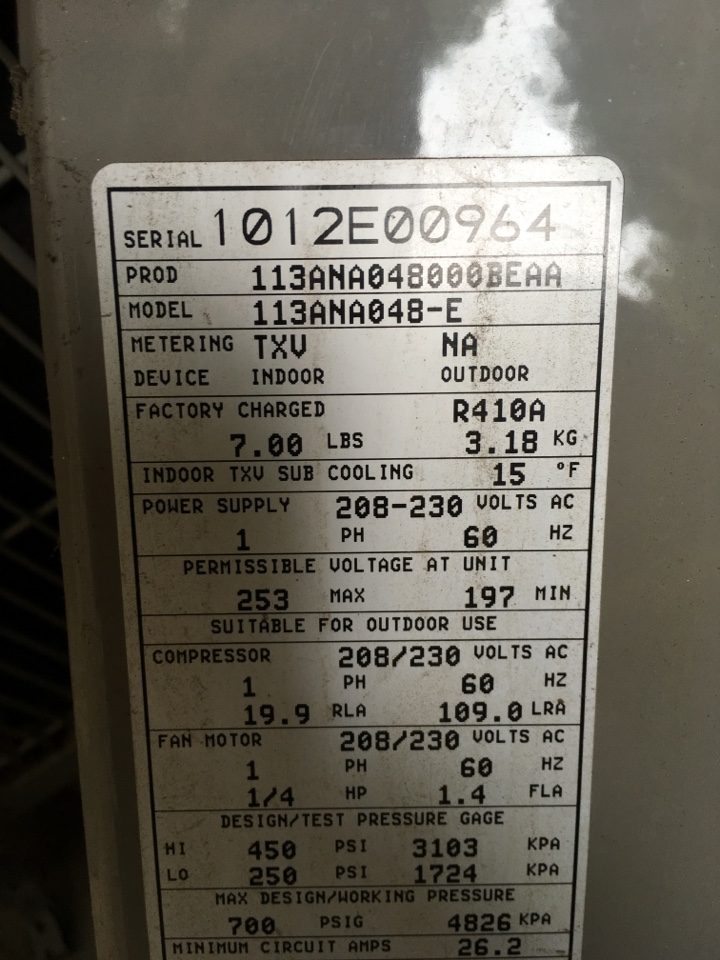 SERIAL 1012E00964
PROD 113ANA048000BEAA
MODEL 113ANA048-E
METERING TXV NA
DEVICE INDOOR OUTDOOR
FACTORY CHARGED R410A
7.00 LBS 3.18 KG
INDOOR TXV SUB COOLING 15 °F
POWER SUPPLY 208-230 VOLTS AC
1 PH 60 HZ
PERMISSIBLE VOLTAGE AT UNIT
253 MAX 197 MIN
SUITABLE FOR OUTDOOR USE
COMPRESSOR 208/230 VOLTS AC
1 PH 60 HZ
19.9 RLA 109.0 LRA
FAN MOTOR 208/230 VOLTS AC
1 PH 60 HZ
1/4 HP 1.4 FLA
DESIGN/TEST PRESSURE GAGE
HI 450 PSI 3103 KPA
LO 250 PSI 1724 KPA
MAX DESIGN/WORKING PRESSURE
700 PSIG 4826 KPA
MINIMUM CIRCUIT AMPS 26.2